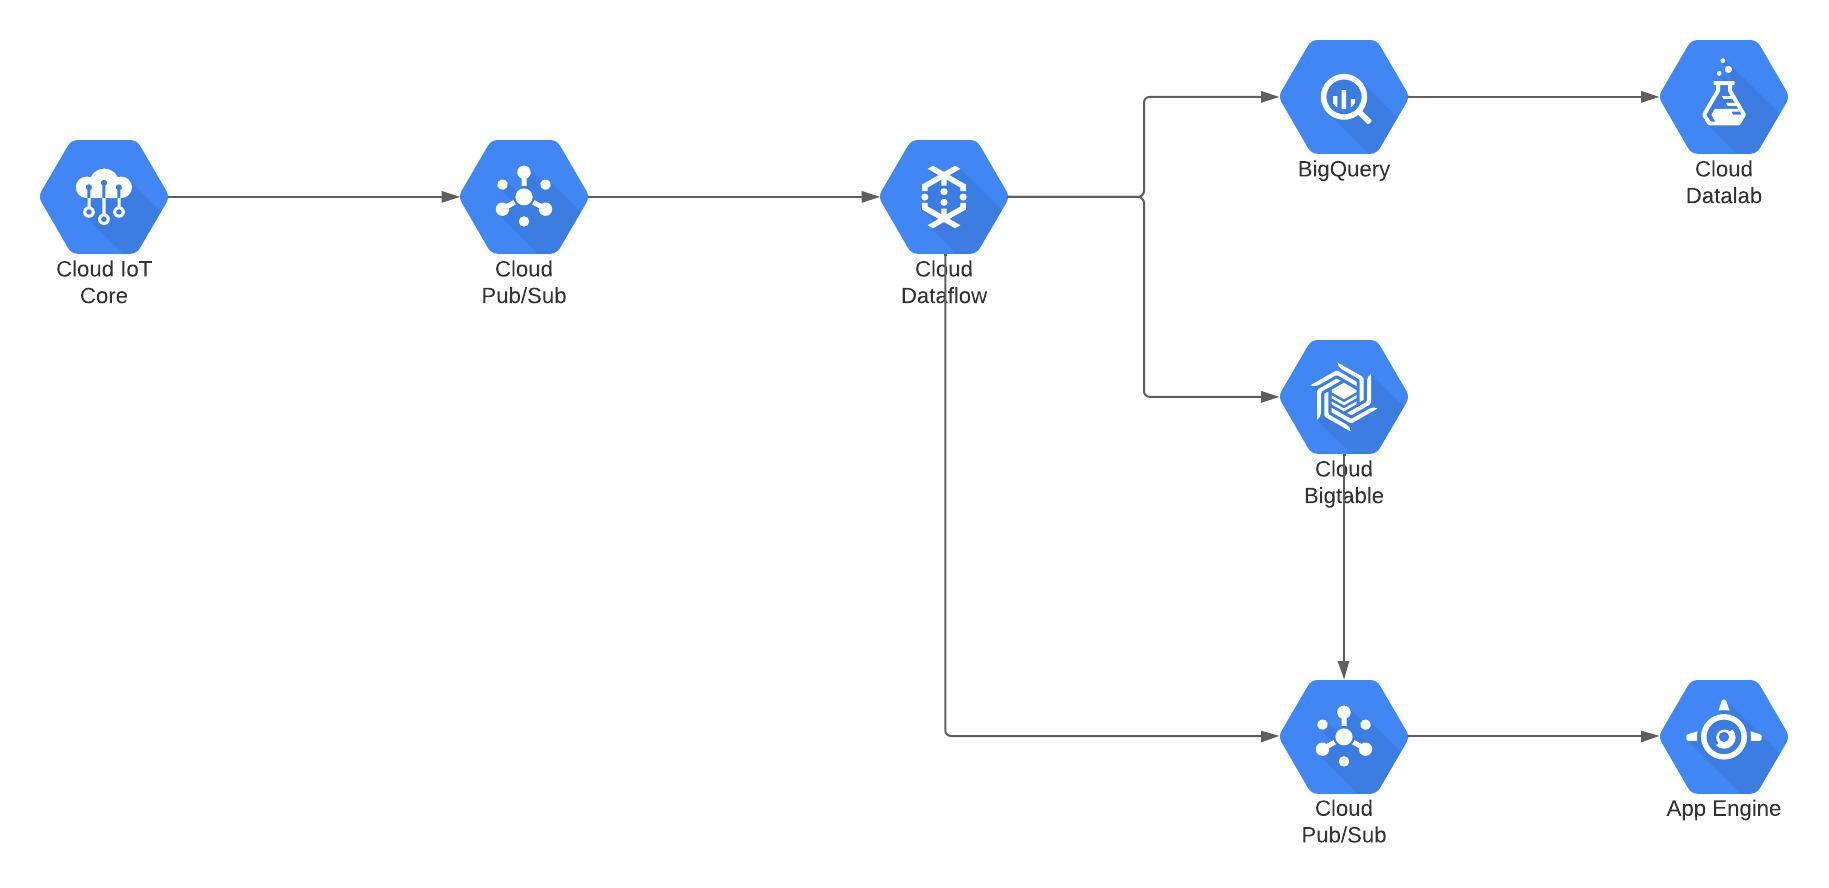 BigQuery
Cloud
Datalab
Cloud IoT
Core
Cloud
Pub/Sub
Cloud
Dataflow
Cloud
Bigtable
Cloud
Pub/Sub
App Engine